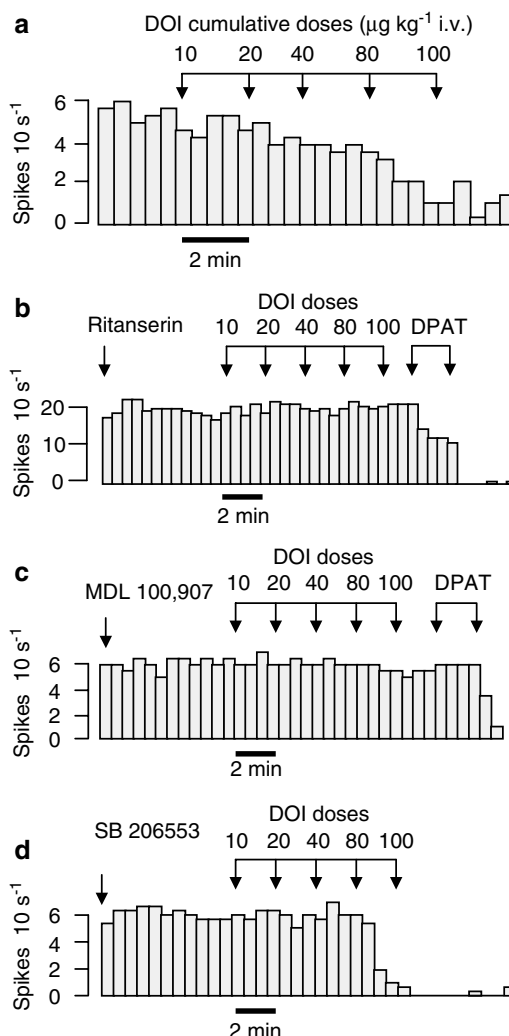 a
DOI cumulative doses (µg kg⁻¹ i.v.)
10 20 40 80 100
Spikes 10 s⁻¹
6
4
2
0
2 min
b
DOI doses
Ritanserin 10 20 40 80 100 DPAT
Spikes 10 s⁻¹
20
10
0
2 min
c
DOI doses
MDL 100,907 10 20 40 80 100 DPAT
Spikes 10 s⁻¹
6
4
2
0
2 min
d
DOI doses
SB 206553 10 20 40 80 100
Spikes 10 s⁻¹
6
4
2
0
2 min